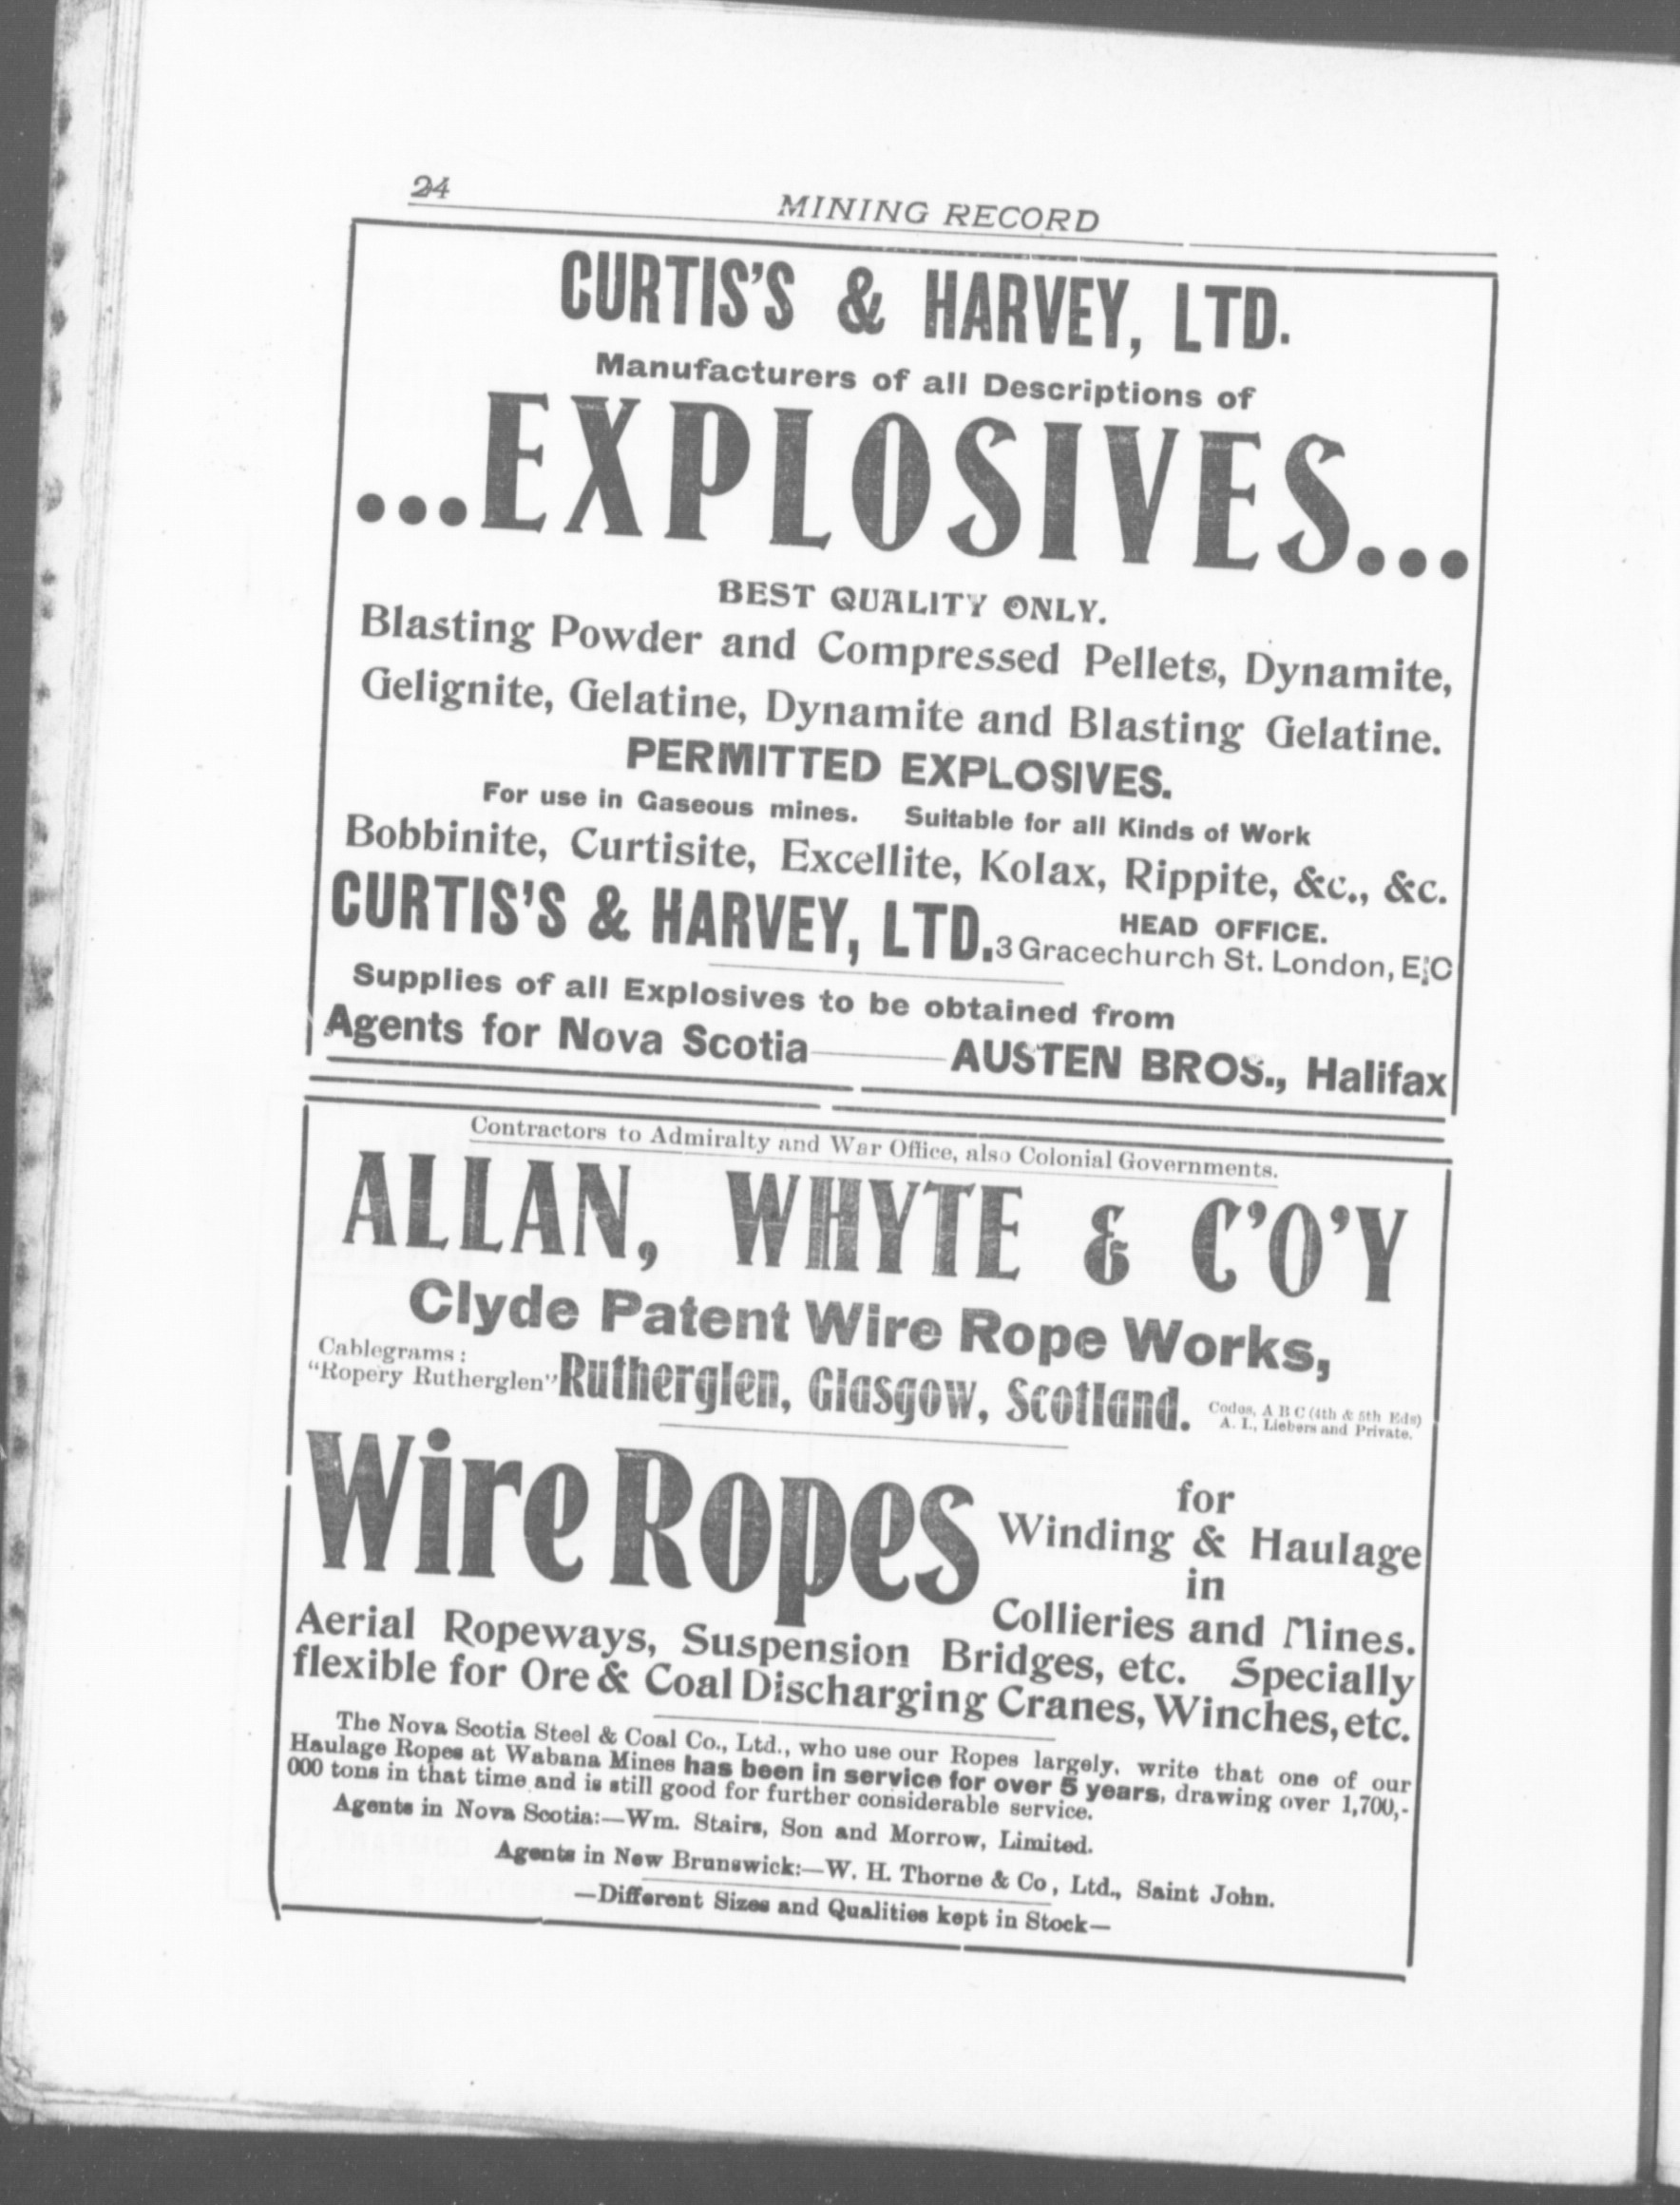 24
MINING RECORD
CURTIS'S & HARVEY, LTD.
Manufacturers of all Descriptions of
...EXPLOSIVES...
BEST QUALITY ONLY.
Blasting Powder and Compressed Pellets, Dynamite,
Gelignite, Gelatine, Dynamite and Blasting Gelatine.
PERMITTED EXPLOSIVES.
For use in Gaseous mines. Suitable for all Kinds of Work
Bobbinite, Curtisite, Excellite, Kolax, Rippite, &c., &c.
CURTIS'S & HARVEY, LTD.
HEAD OFFICE.
3 Gracechurch St. London, E;C
Supplies of all Explosives to be obtained from
Agents for Nova Scotia——AUSTEN BROS., Halifax
Contractors to Admiralty and War Office, also Colonial Governments.
ALLAN, WHYTE & C'O'Y
Clyde Patent Wire Rope Works,
Cablegrams:
"Ropery Rutherglen"
Rutherglen, Glasgow, Scotland.
Codes, A B C (4th & 5th Eds)
A. I., Liebers and Private.
Wire Ropes
for
Winding & Haulage
in
Collieries and Mines.
Aerial Ropeways, Suspension Bridges, etc. Specially
flexible for Ore & Coal Discharging Cranes, Winches, etc.
The Nova Scotia Steel & Coal Co., Ltd., who use our Ropes largely, write that one of our
Haulage Ropes at Wabana Mines has been in service for over 5 years, drawing over 1,700,-
000 tons in that time and is still good for further considerable service.
Agents in Nova Scotia:—Wm. Stairs, Son and Morrow, Limited.
Agents in New Brunswick:—W. H. Thorne & Co, Ltd., Saint John.
—Different Sizes and Qualities kept in Stock—